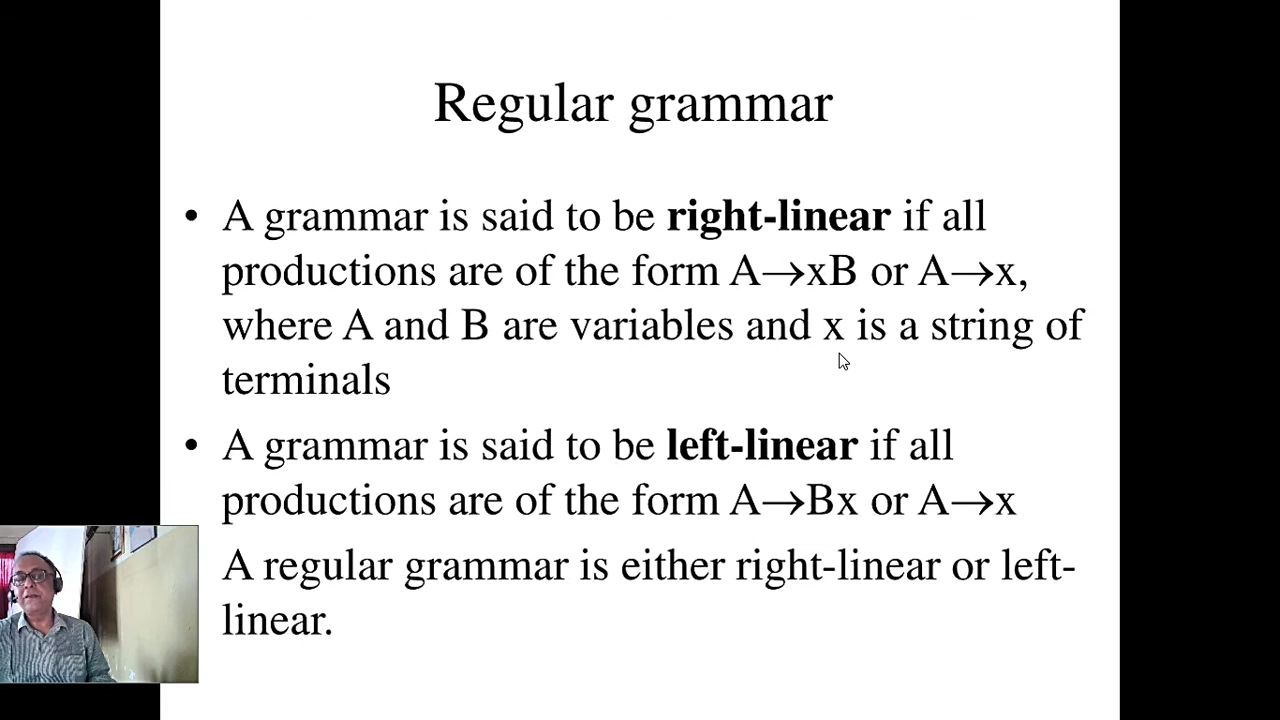 Regular grammar
• A grammar is said to be right-linear if all
productions are of the form A→xB or A→x,
where A and B are variables and x is a string of
terminals
• A grammar is said to be left-linear if all
productions are of the form A→Bx or A→x
A regular grammar is either right-linear or left-
linear.